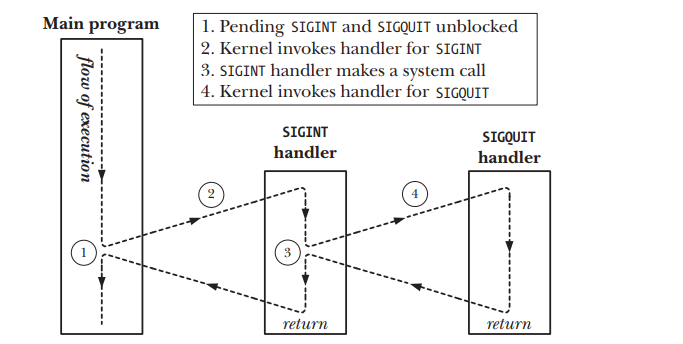 Main program
1. Pending SIGINT and SIGQUIT unblocked
2. Kernel invokes handler for SIGINT
3. SIGINT handler makes a system call
4. Kernel invokes handler for SIGQUIT
flow of execution
SIGINT
handler
SIGQUIT
handler
2
4
1
3
return
return